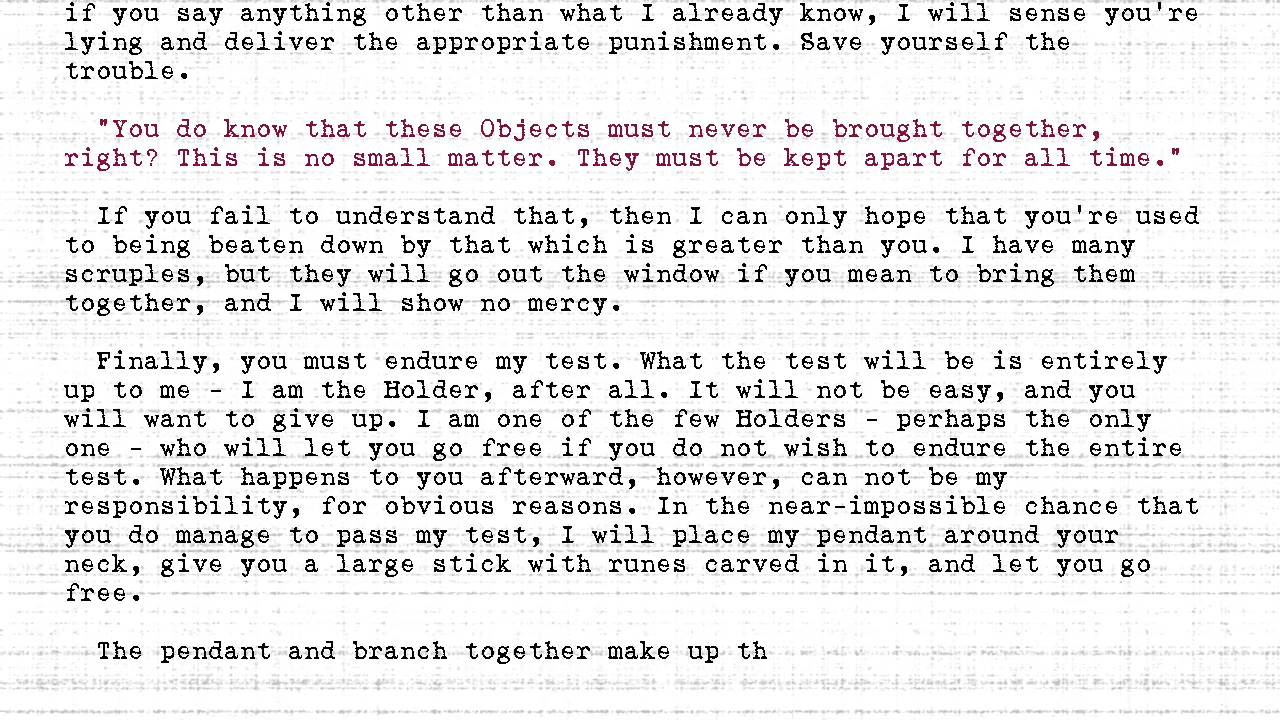 if you say anything other than what I already know, I will sense you're
lying and deliver the appropriate punishment. Save yourself the
trouble.
"You do know that these Objects must never be brought together,
right? This is no small matter. They must be kept apart for all time."
If you fail to understand that, then I can only hope that you're used
to being beaten down by that which is greater than you. I have many
scruples, but they will go out the window if you mean to bring them
together, and I will show no mercy.
Finally, you must endure my test. What the test will be is entirely
up to me - I am the Holder, after all. It will not be easy, and you
will want to give up. I am one of the few Holders - perhaps the only
one - who will let you go free if you do not wish to endure the entire
test. What happens to you afterward, however, can not be my
responsibility, for obvious reasons. In the near-impossible chance that
you do manage to pass my test, I will place my pendant around your
neck, give you a large stick with runes carved in it, and let you go
free.
The pendant and branch together make up th